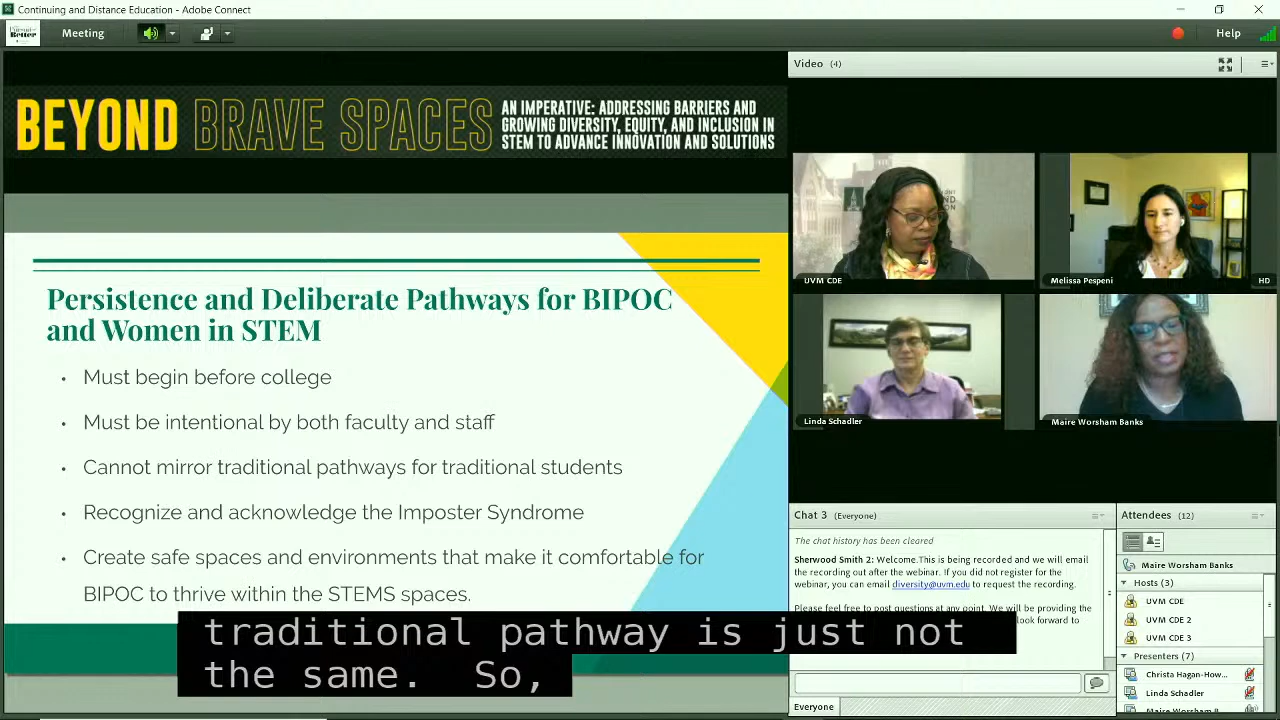 Continuing and Distance Education - Adobe Connect
Meeting
Help
BEYOND BRAVE SPACES
AN IMPERATIVE: ADDRESSING BARRIERS AND
GROWING DIVERSITY, EQUITY, AND INCLUSION IN
STEM TO ADVANCE INNOVATION AND SOLUTIONS
Persistence and Deliberate Pathways for BIPOC
and Women in STEM
• Must begin before college
• Must be intentional by both faculty and staff
• Cannot mirror traditional pathways for traditional students
• Recognize and acknowledge the Imposter Syndrome
• Create safe spaces and environments that make it comfortable for
BIPOC to thrive within the STEMS spaces.
traditional pathway is just not
the same. So,
Video (4)
UVM CDE
Melissa Pespeni
HD
Linda Schadler
Maire Worsham Banks
Chat 3 (Everyone)
The chat history has been cleared
Sherwood Smith 2: Welcome.This is being recorded and we will email
the recording out after the webinar. If you did not register for the
webinar, you can email diversity@uvm.edu to request the recording.
Please feel free to post questions at any point. We will be providing the
look forward to
Everyone
Attendees (12)
Maire Worsham Banks
Hosts (3)
UVM CDE
UVM CDE 2
UVM CDE 3
Presenters (7)
Christa Hagan-How...
Linda Schadler
Maire Worsham B...